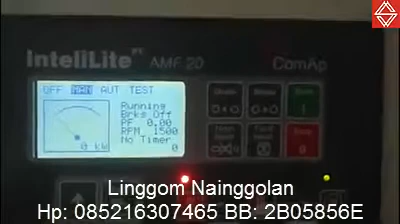 InteliLite NT AMF 20 ComAp
OFF MAN AUT TEST
Running
Brks Off
PF 0.00
RPM 1500
No Timer
0 kW 0
Linggom Nainggolan
Hp: 085216307465 BB: 2B05856E